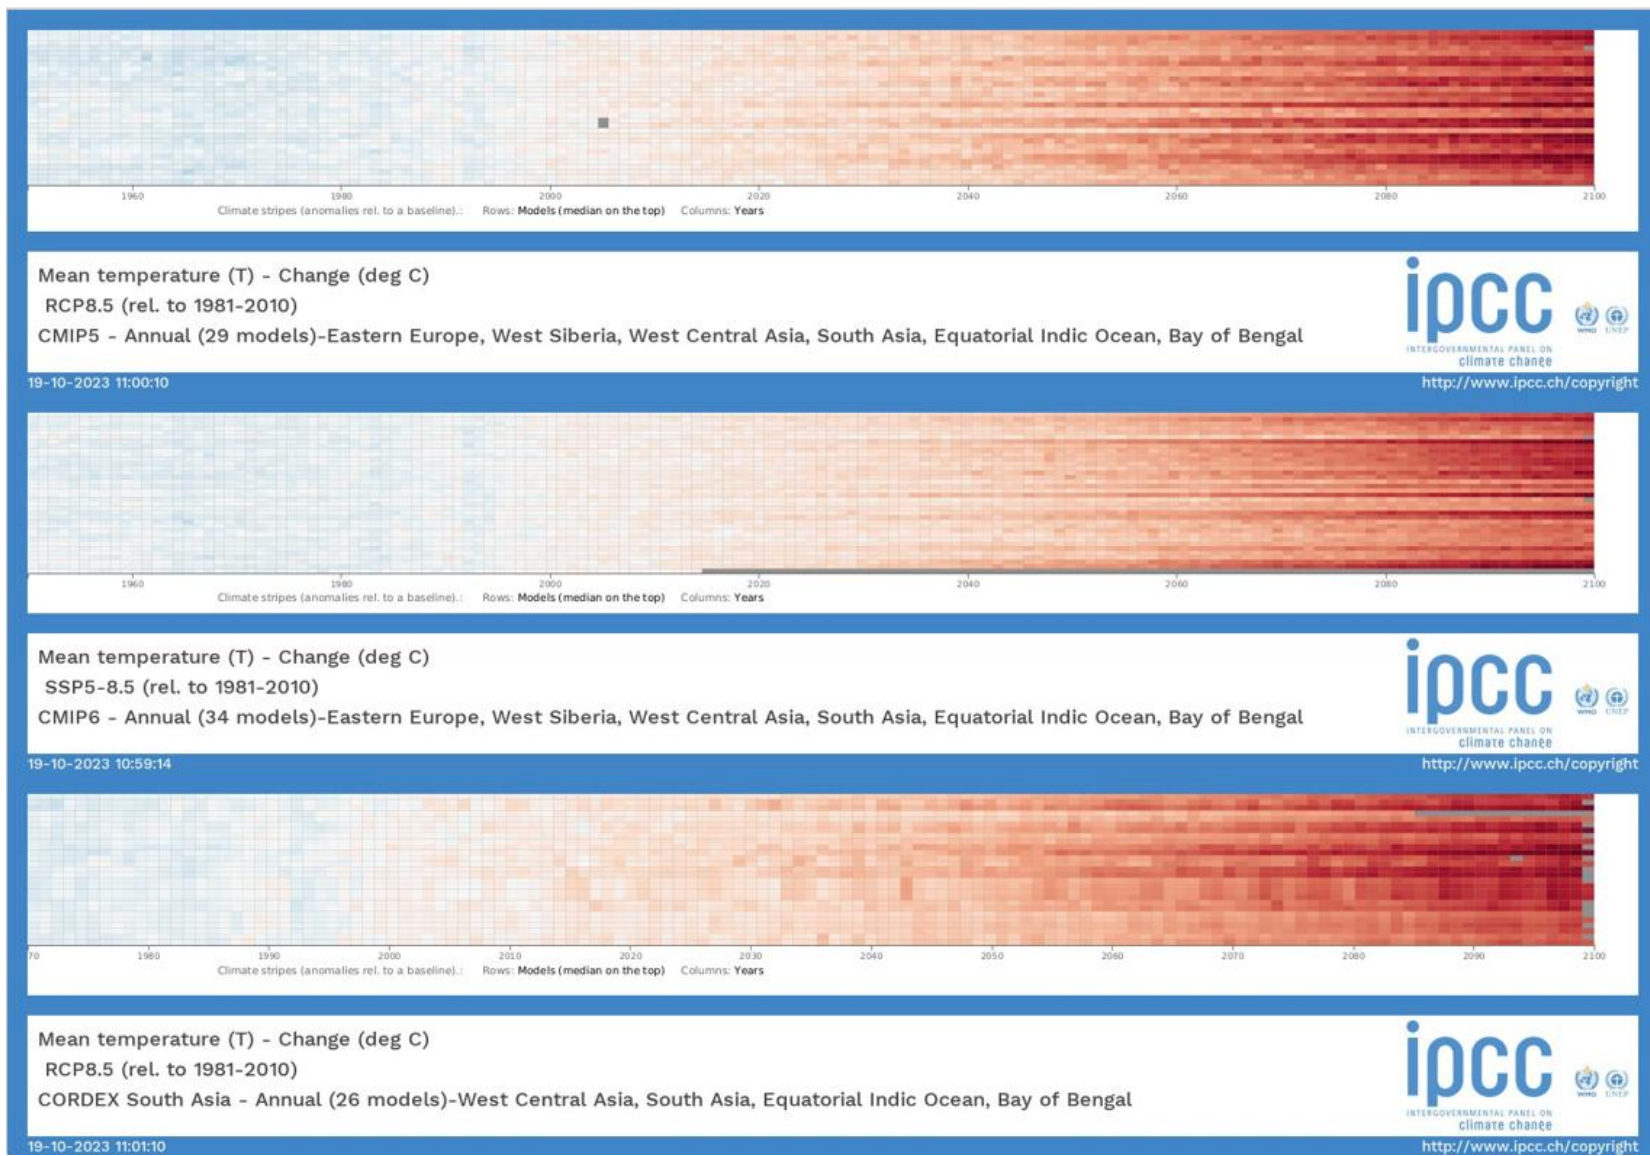 1960 1980 2000 2020 2040 2060 2080 2100
Climate stripes (anomalies rel. to a baseline).: Rows: Models (median on the top) Columns: Years
Mean temperature (T) - Change (deg C)
RCP8.5 (rel. to 1981-2010)
CMIP5 - Annual (29 models)-Eastern Europe, West Siberia, West Central Asia, South Asia, Equatorial Indic Ocean, Bay of Bengal
ipcc
INTERGOVERNMENTAL PANEL ON
climate change
WMO UNEP
19-10-2023 11:00:10
http://www.ipcc.ch/copyright
1960 1980 2000 2020 2040 2060 2080 2100
Climate stripes (anomalies rel. to a baseline).: Rows: Models (median on the top) Columns: Years
Mean temperature (T) - Change (deg C)
SSP5-8.5 (rel. to 1981-2010)
CMIP6 - Annual (34 models)-Eastern Europe, West Siberia, West Central Asia, South Asia, Equatorial Indic Ocean, Bay of Bengal
ipcc
INTERGOVERNMENTAL PANEL ON
climate change
WMO UNEP
19-10-2023 10:59:14
http://www.ipcc.ch/copyright
70 1980 1990 2000 2010 2020 2030 2040 2050 2060 2070 2080 2090 2100
Climate stripes (anomalies rel. to a baseline).: Rows: Models (median on the top) Columns: Years
Mean temperature (T) - Change (deg C)
RCP8.5 (rel. to 1981-2010)
CORDEX South Asia - Annual (26 models)-West Central Asia, South Asia, Equatorial Indic Ocean, Bay of Bengal
ipcc
INTERGOVERNMENTAL PANEL ON
climate change
WMO UNEP
19-10-2023 11:01:10
http://www.ipcc.ch/copyright